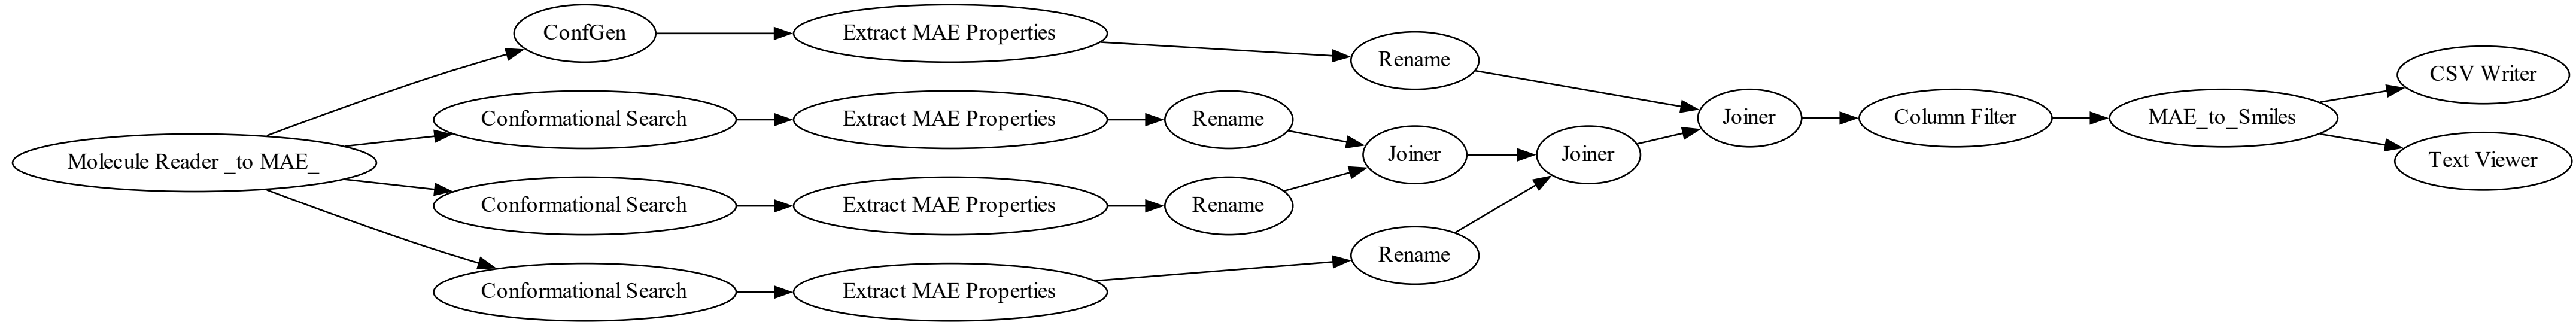 Molecule Reader _to MAE_
ConfGen
Conformational Search
Conformational Search
Conformational Search
Extract MAE Properties
Extract MAE Properties
Extract MAE Properties
Extract MAE Properties
Rename
Rename
Rename
Rename
Joiner
Joiner
Joiner
Column Filter
MAE_to_Smiles
CSV Writer
Text Viewer